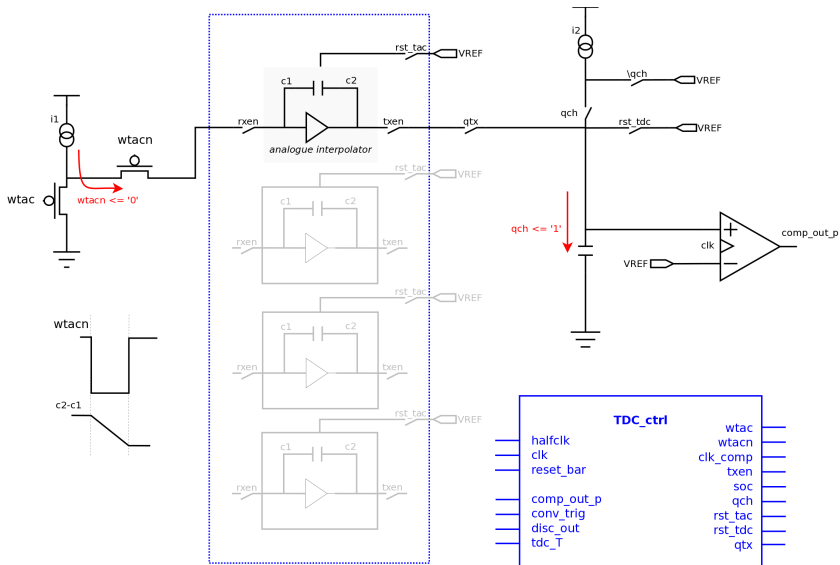 i2
rst_tac
VREF
\qch
VREF
c1
c2
i1
rxen
txen
qtx
qch
rst_tdc
VREF
wtacn
analogue interpolator
rst_tac
VREF
wtac
wtacn <= '0'
c1
c2
qch <= '1'
comp_out_p
rxen
txen
clk
VREF
rst_tac
VREF
wtacn
c1
c2
rxen
txen
c2-c1
rst_tac
VREF
c1
c2
rxen
txen
TDC_ctrl
halfclk
clk
reset_bar
comp_out_p
conv_trig
disc_out
tdc_T
wtac
wtacn
clk_comp
txen
soc
qch
rst_tac
rst_tdc
qtx